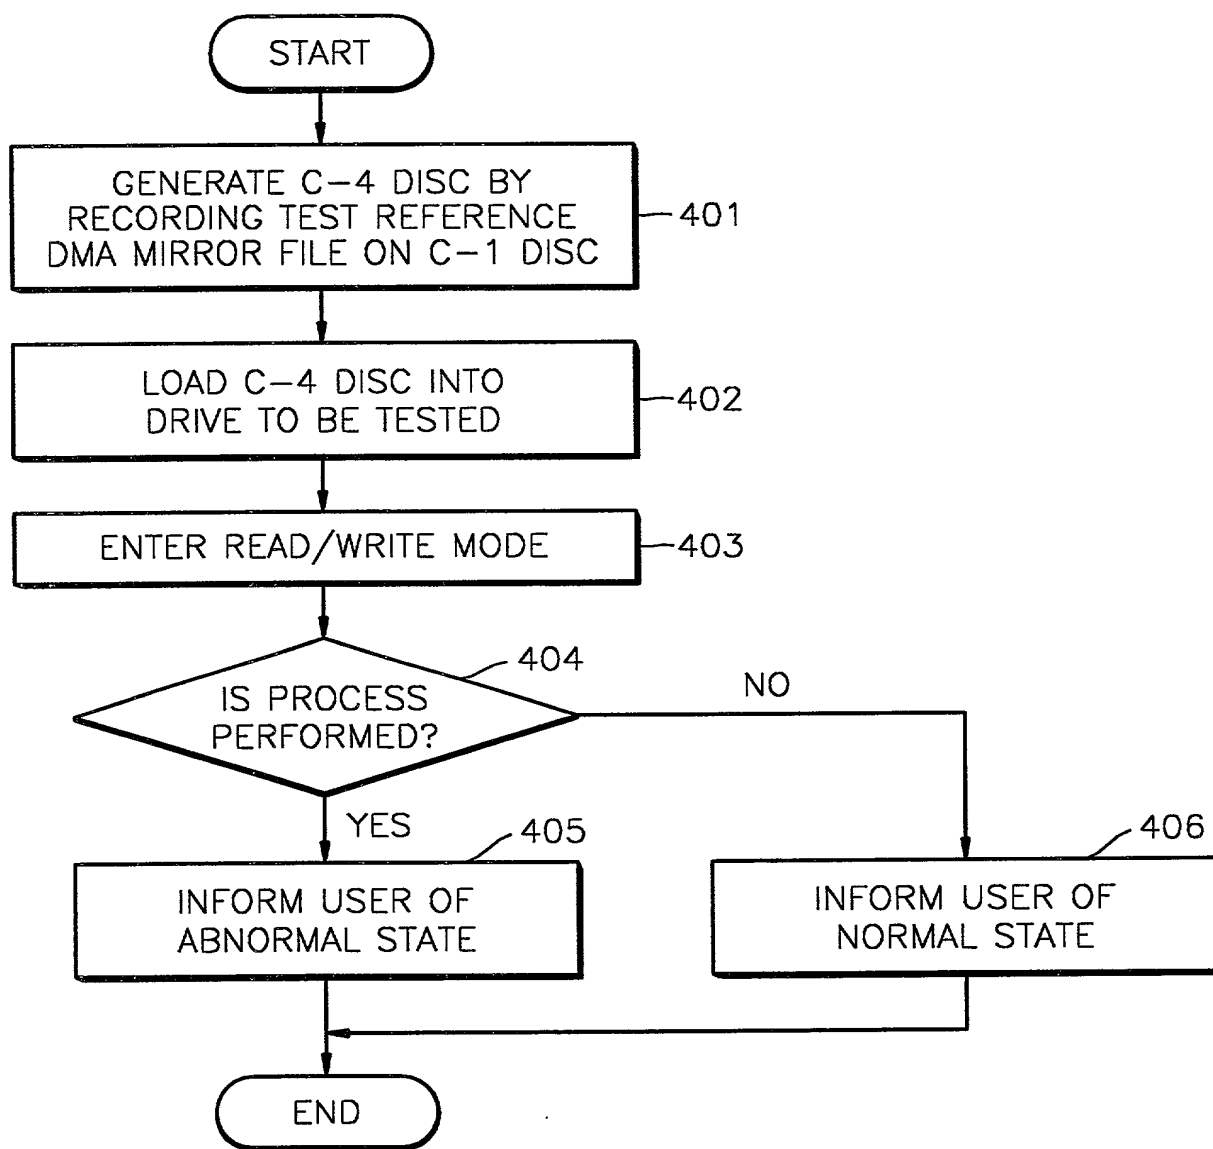 START
GENERATE C-4 DISC BY
RECORDING TEST REFERENCE
DMA MIRROR FILE ON C-1 DISC
401
LOAD C-4 DISC INTO
DRIVE TO BE TESTED
402
ENTER READ/WRITE MODE
403
404
IS PROCESS
PERFORMED?
NO
YES
405
INFORM USER OF
ABNORMAL STATE
406
INFORM USER OF
NORMAL STATE
END